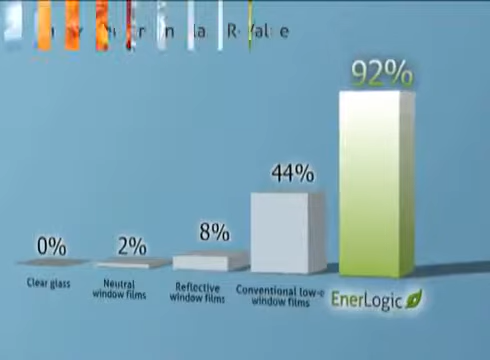 92%
44%
8%
2%
0%
Clear glass
Neutral
window films
Reflective
window films
Conventional low-e
window films
EnerLogic